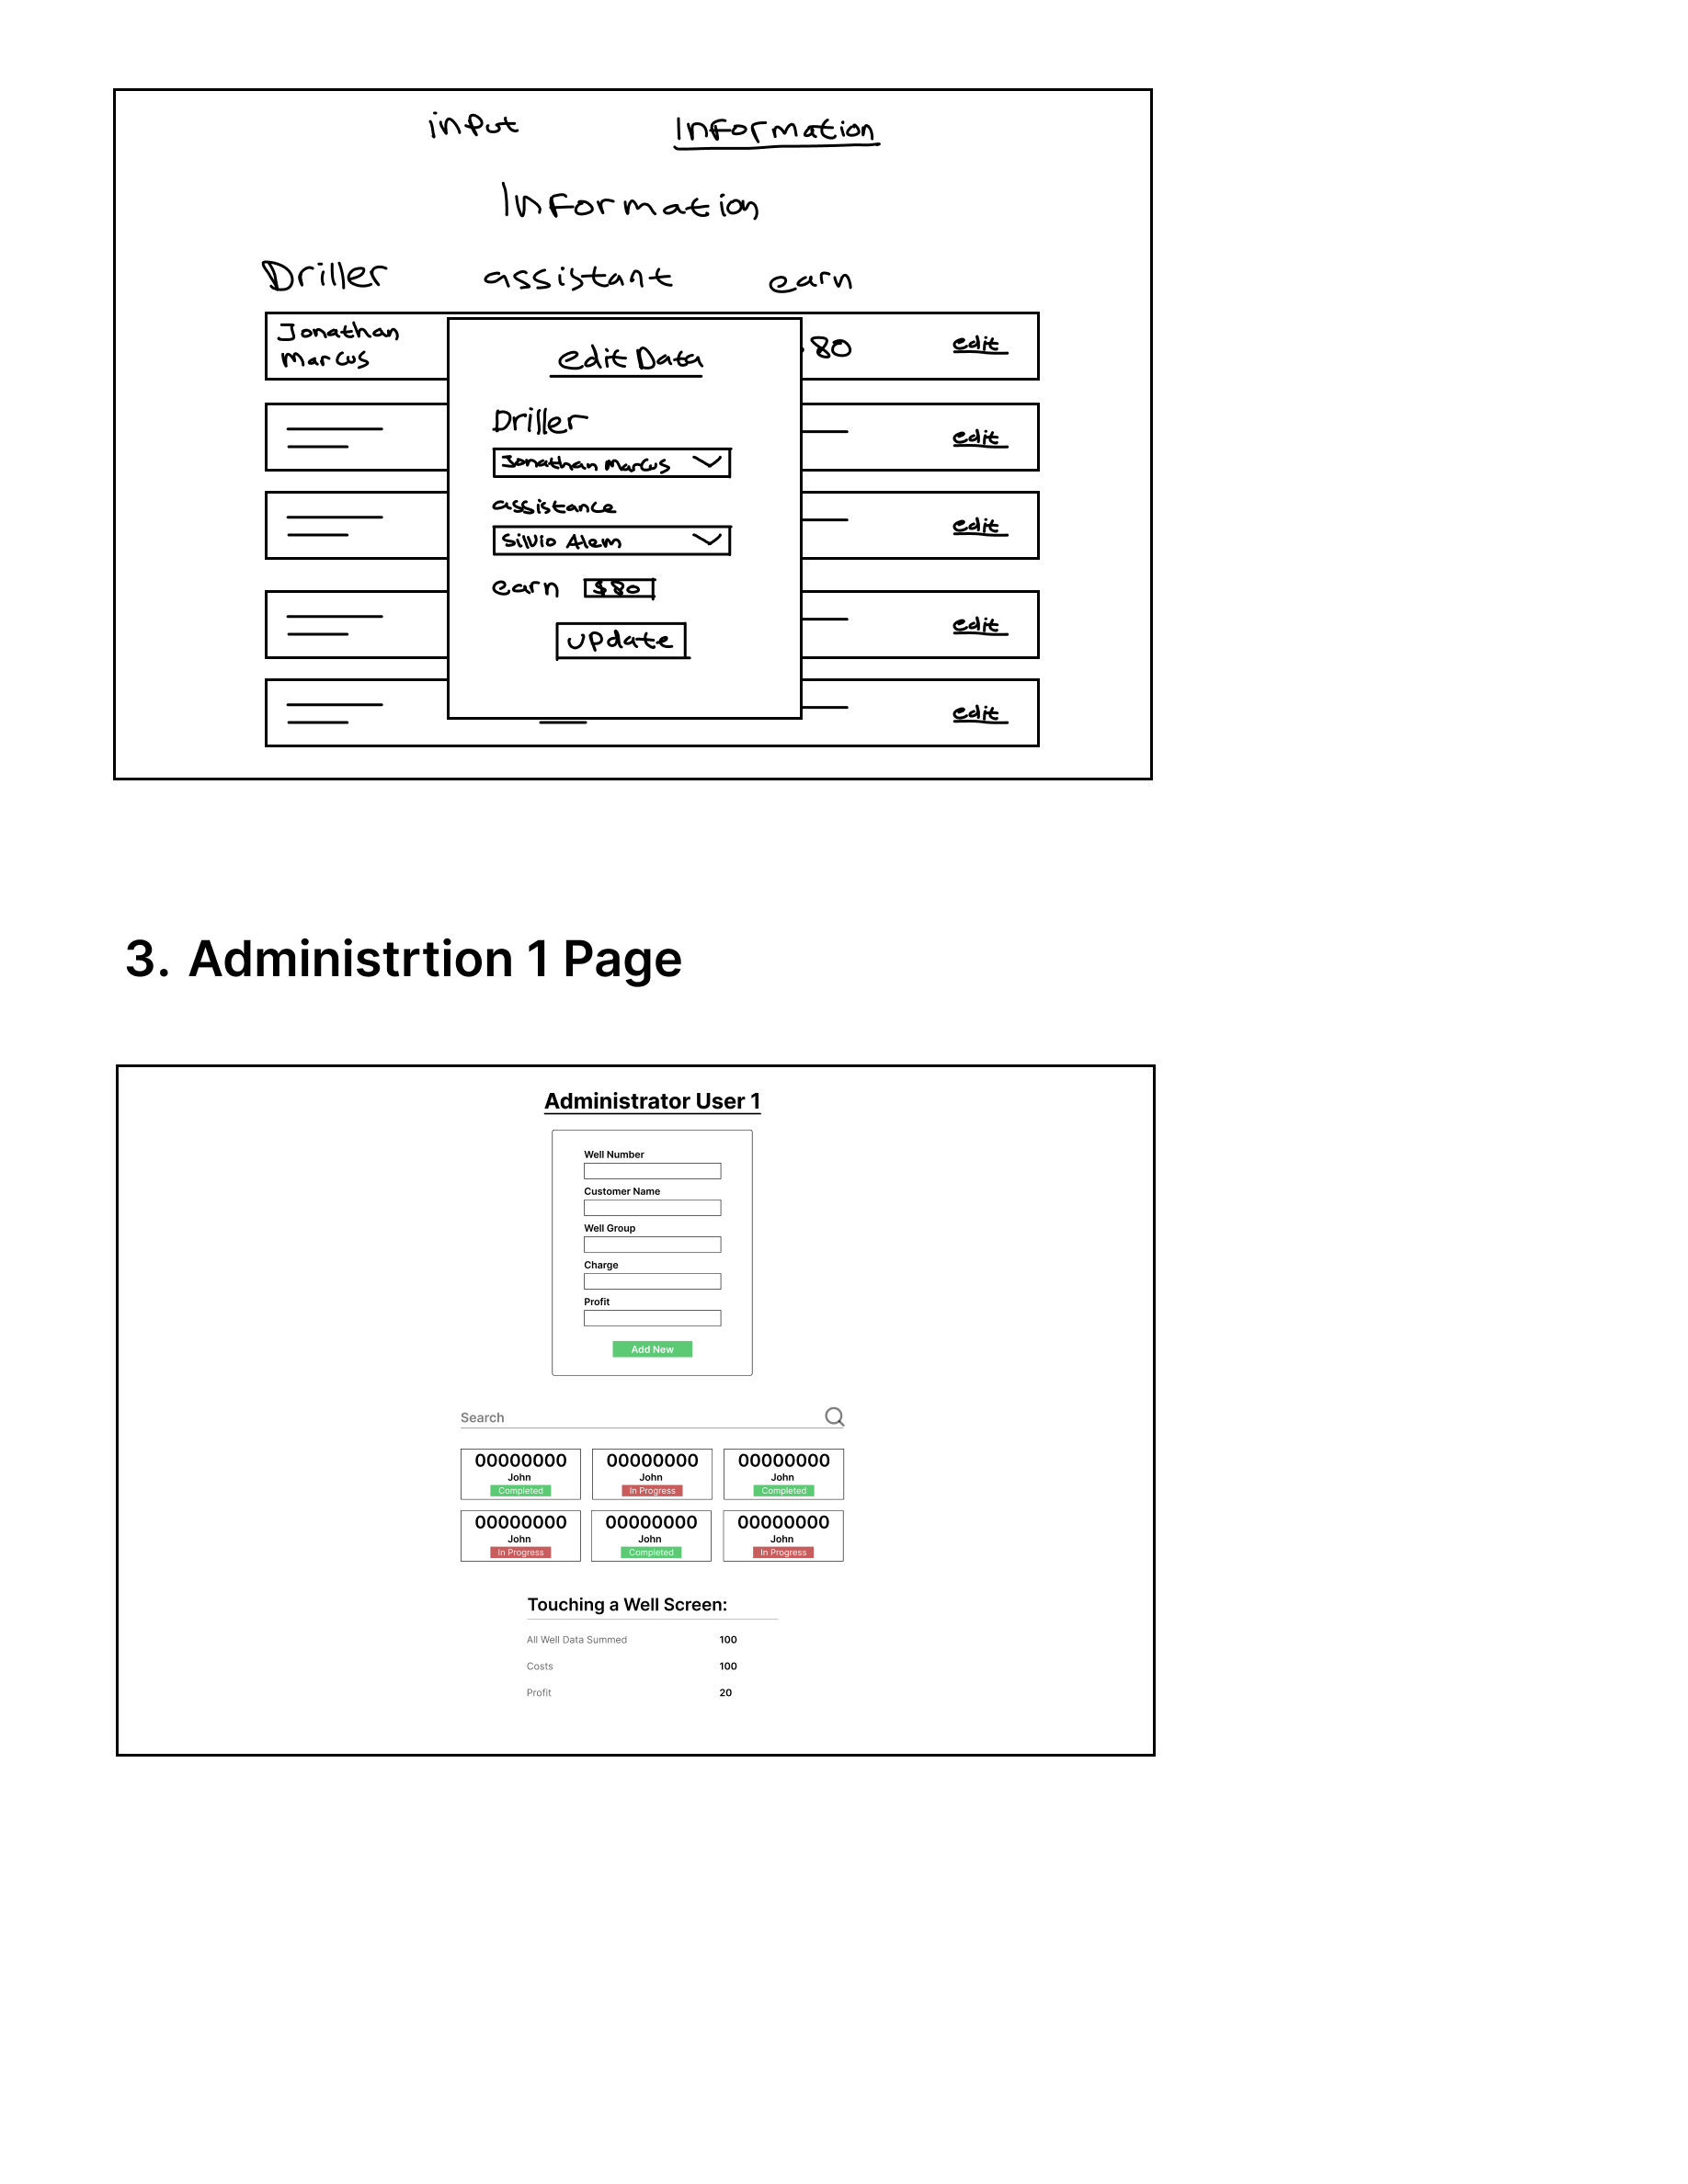 input Information
Information
Driller assistant earn
Jonathan
Marcus
80 edit
edit Data
Driller
Jonathan Marcus
edit
assistance
Silvio Alem
edit
earn $80
update
edit
edit
3. Administrtion 1 Page
Administrator User 1
Well Number
Customer Name
Well Group
Charge
Profit
Add New
Search
00000000 00000000 00000000
John John John
Completed In Progress Completed
00000000 00000000 00000000
John John John
In Progress Completed In Progress
Touching a Well Screen:
All Well Data Summed 100
Costs 100
Profit 20